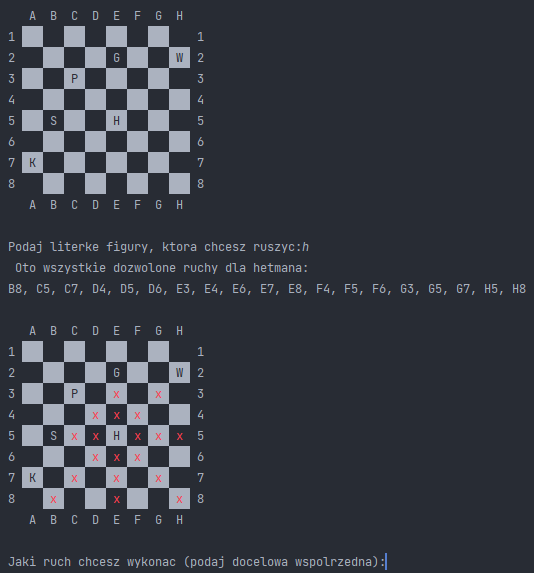 A B C D E F G H
1 1
2 G W 2
3 P 3
4 4
5 S H 5
6 6
7 K 7
8 8
A B C D E F G H
Podaj literke figury, ktora chcesz ruszyc:h
Oto wszystkie dozwolone ruchy dla hetmana:
B8, C5, C7, D4, D5, D6, E3, E4, E6, E7, E8, F4, F5, F6, G3, G5, G7, H5, H8
A B C D E F G H
1 1
2 G W 2
3 P x x 3
4 x x x 4
5 S x x H x x x 5
6 x x x 6
7 K x x x 7
8 x x x 8
A B C D E F G H
Jaki ruch chcesz wykonac (podaj docelowa wspolrzedna):